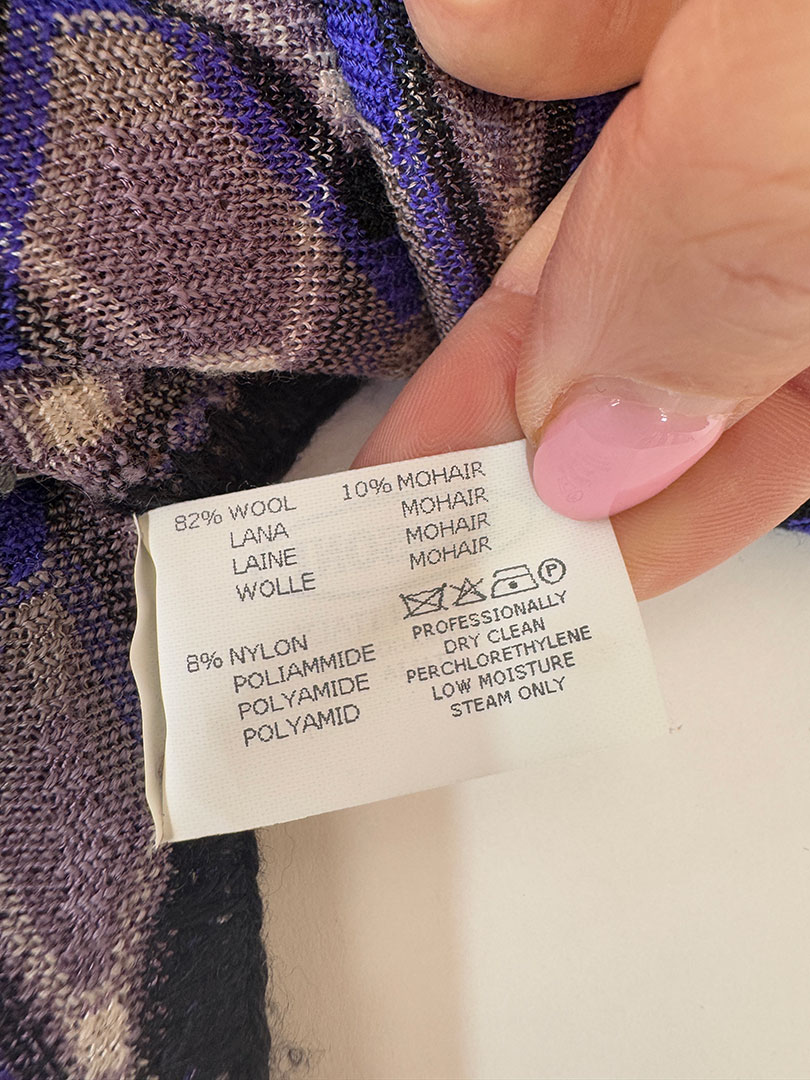 82% WOOL
LANA
LAINE
WOLLE
8% NYLON
POLIAMMIDE
POLYAMIDE
POLYAMID
10% MOHAIR
MOHAIR
MOHAIR
MOHAIR
P
PROFESSIONALLY
DRY CLEAN
PERCHLORETHYLENE
LOW MOISTURE
STEAM ONLY